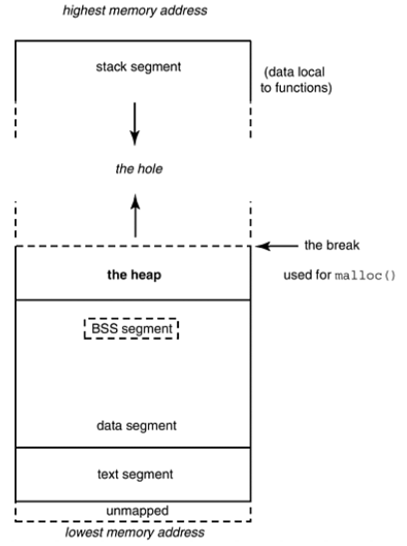 highest memory address
stack segment
(data local
to functions)
the hole
the break
the heap
used for malloc()
BSS segment
data segment
text segment
unmapped
lowest memory address